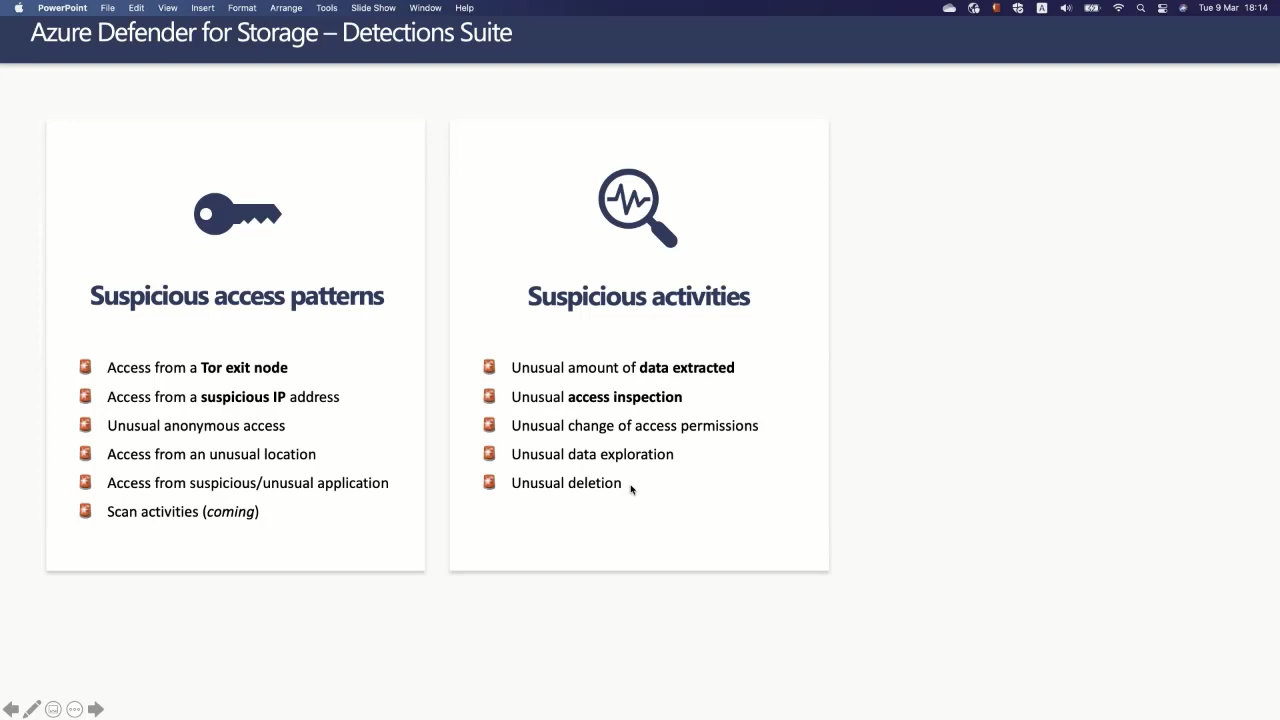 PowerPoint File Edit View Insert Format Arrange Tools Slide Show Window Help A Tue 9 Mar 18:14
Azure Defender for Storage – Detections Suite
Suspicious access patterns
Access from a Tor exit node
Access from a suspicious IP address
Unusual anonymous access
Access from an unusual location
Access from suspicious/unusual application
Scan activities (coming)
Suspicious activities
Unusual amount of data extracted
Unusual access inspection
Unusual change of access permissions
Unusual data exploration
Unusual deletion